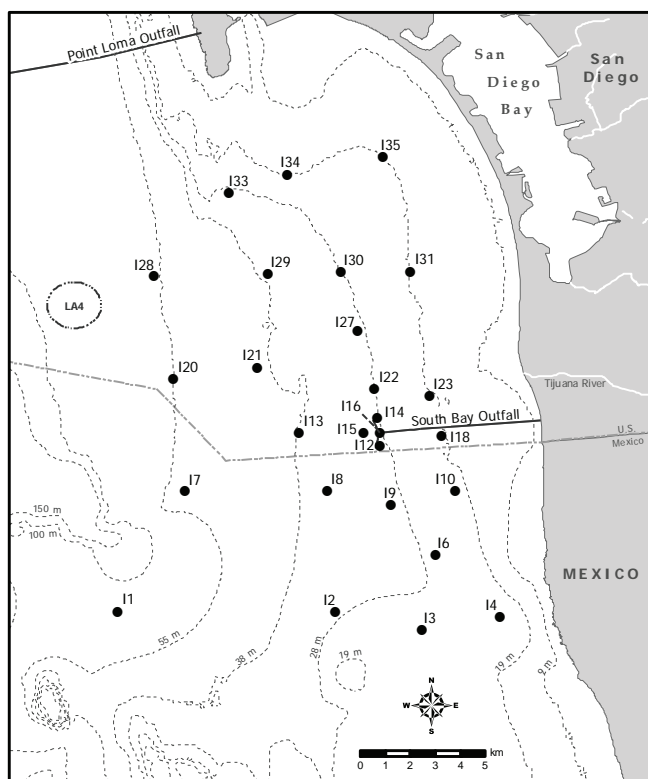 Point Loma Outfall
San
Diego
Bay
San
Diego
I35
I34
I33
I28
I29
I30
I31
LA4
I27
I21
I20
I22
I23
Tijuana River
I16
I14
South Bay Outfall
I13
I15
I18
I12
U.S.
Mexico
I7
I8
I10
I9
150 m
100 m
I6
MEXICO
I1
I2
I4
I3
55 m
38 m
28 m
19 m
19 m
9 m
N
W
E
S
km
0 1 2 3 4 5